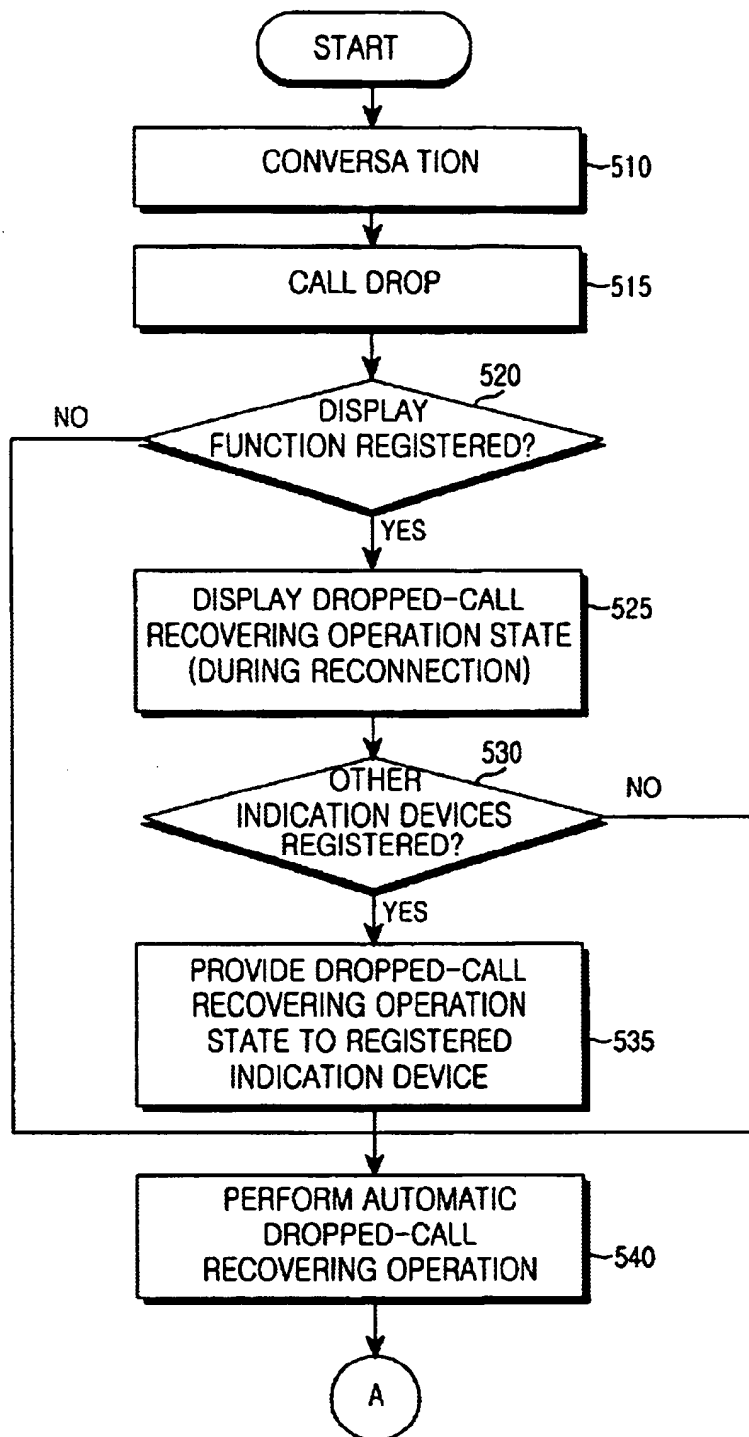 START
CONVERSATION
510
CALL DROP
515
520
NO
DISPLAY
FUNCTION REGISTERED?
YES
DISPLAY DROPPED-CALL
RECOVERING OPERATION STATE
(DURING RECONNECTION)
525
530
OTHER
INDICATION DEVICES
REGISTERED?
NO
YES
PROVIDE DROPPED-CALL
RECOVERING OPERATION
STATE TO REGISTERED
INDICATION DEVICE
535
PERFORM AUTOMATIC
DROPPED-CALL
RECOVERING OPERATION
540
A